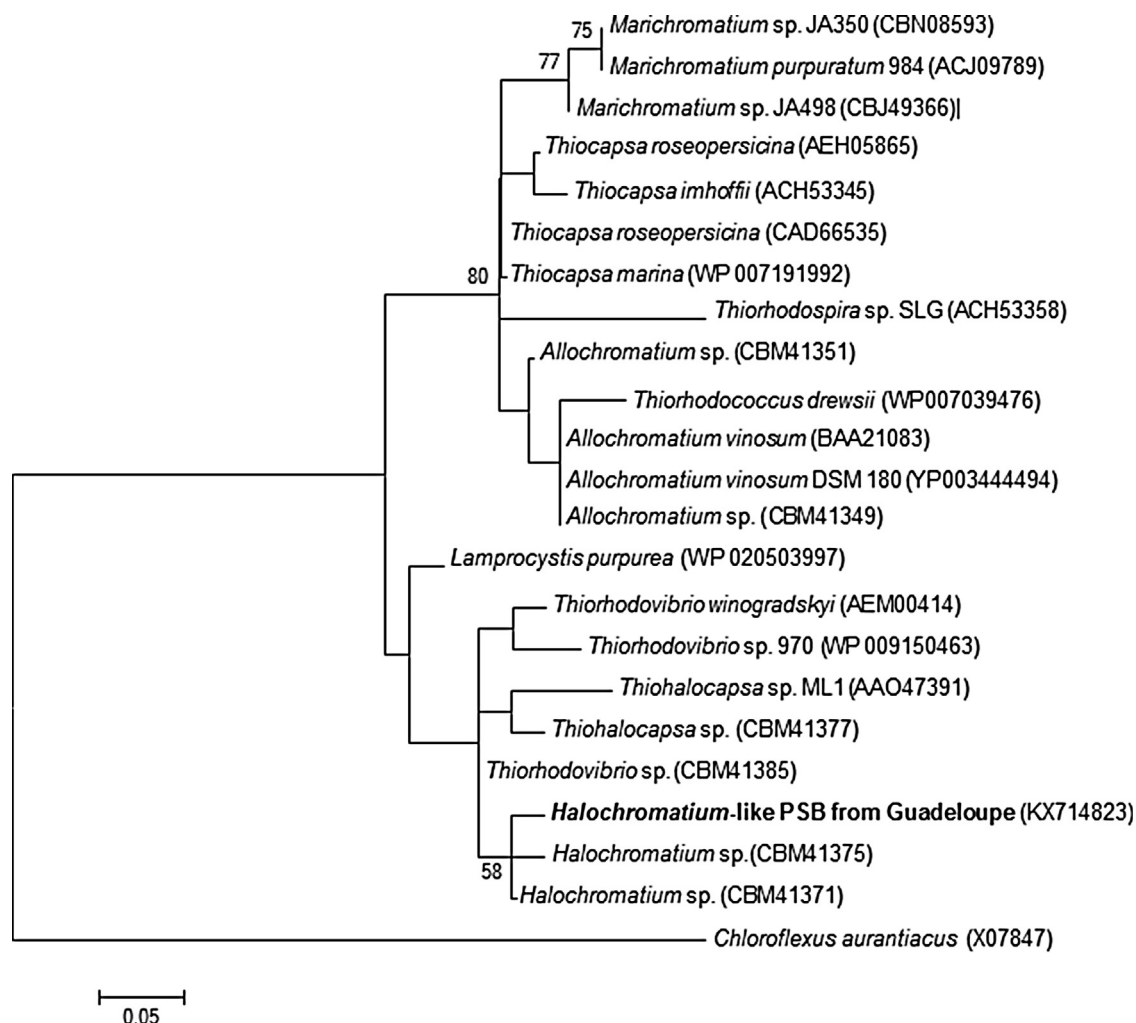 75
Marichromatium sp. JA350 (CBN08593)
77
Marichromatium purpuratum 984 (ACJ09789)
Marichromatium sp. JA498 (CBJ49366)|
Thiocapsa roseopersicina (AEH05865)
Thiocapsa imhoffii (ACH53345)
Thiocapsa roseopersicina (CAD66535)
80
Thiocapsa marina (WP 007191992)
Thiorhodospira sp. SLG (ACH53358)
Allochromatium sp. (CBM41351)
Thiorhodococcus drewsii (WP007039476)
Allochromatium vinosum (BAA21083)
Allochromatium vinosum DSM 180 (YP003444494)
Allochromatium sp. (CBM41349)
Lamprocystis purpurea (WP 020503997)
Thiorhodovibrio winogradskyi (AEM00414)
Thiorhodovibrio sp. 970 (WP 009150463)
Thiohalocapsa sp. ML1 (AAO47391)
Thiohalocapsa sp. (CBM41377)
Thiorhodovibrio sp. (CBM41385)
Halochromatium-like PSB from Guadeloupe (KX714823)
Halochromatium sp.(CBM41375)
58
Halochromatium sp. (CBM41371)
Chloroflexus aurantiacus (X07847)
0.05